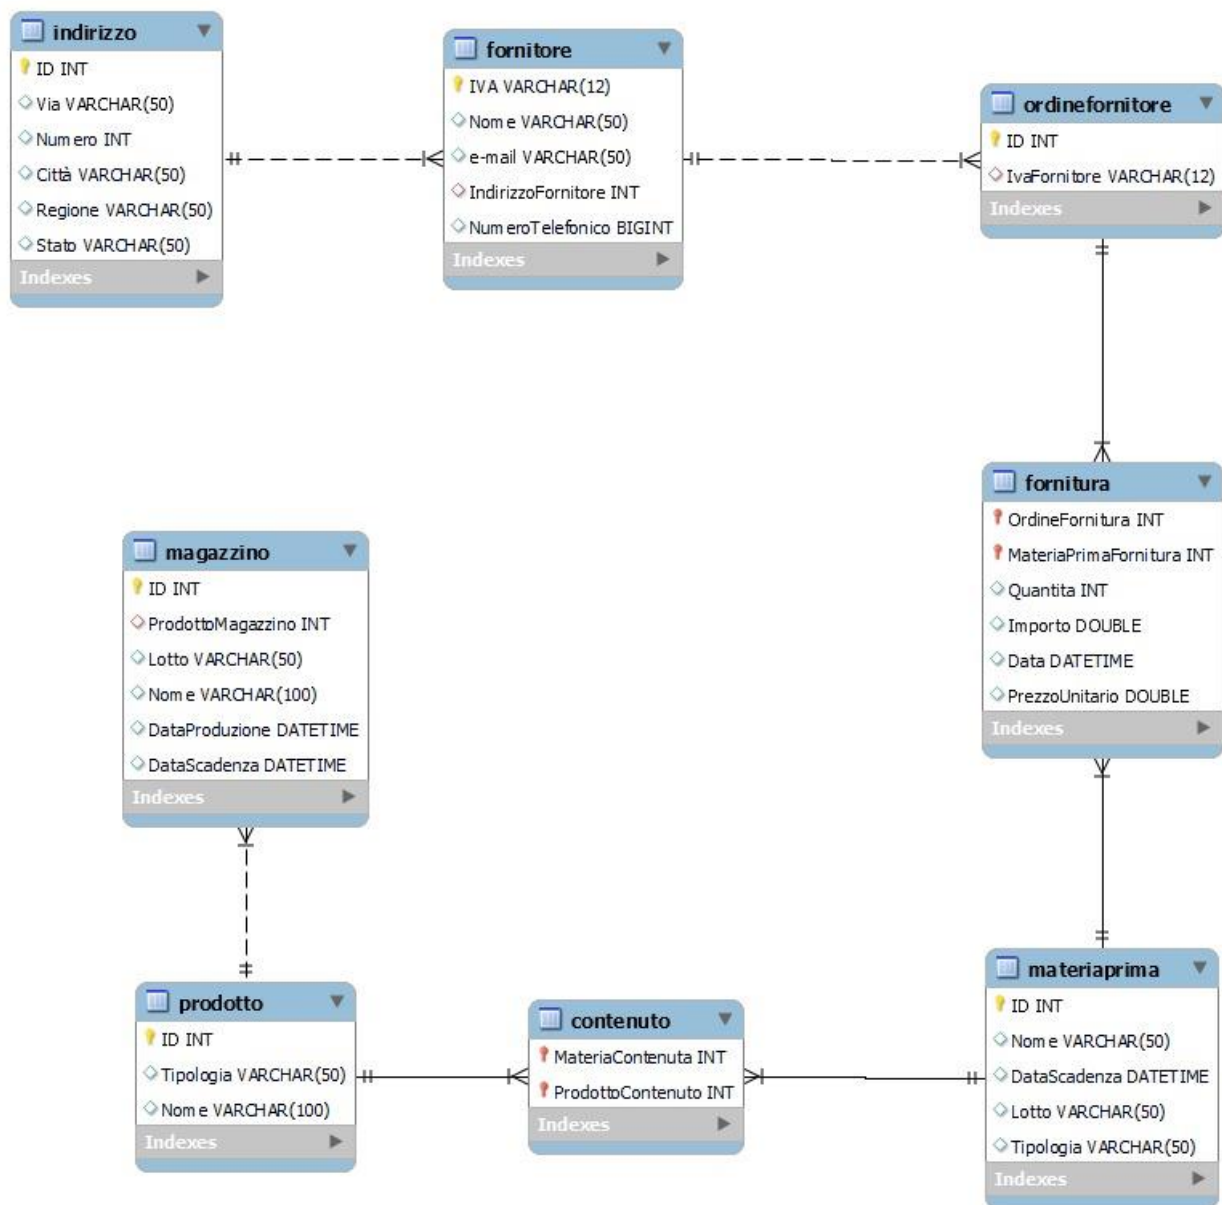 indirizzo
ID INT
Via VARCHAR(50)
Numero INT
Città VARCHAR(50)
Regione VARCHAR(50)
Stato VARCHAR(50)
Indexes
fornitore
IVA VARCHAR(12)
Nome VARCHAR(50)
e-mail VARCHAR(50)
IndirizzoFornitore INT
NumeroTelefonico BIGINT
Indexes
ordinefornitore
ID INT
IvaFornitore VARCHAR(12)
Indexes
fornitura
OrdineFornitura INT
MateriaPrimaFornitura INT
Quantita INT
Importo DOUBLE
Data DATETIME
PrezzoUnitario DOUBLE
Indexes
magazzino
ID INT
ProdottoMagazzino INT
Lotto VARCHAR(50)
Nome VARCHAR(100)
DataProduzione DATETIME
DataScadenza DATETIME
Indexes
prodotto
ID INT
Tipologia VARCHAR(50)
Nome VARCHAR(100)
Indexes
contenuto
MateriaContenuta INT
ProdottoContenuto INT
Indexes
materiaprima
ID INT
Nome VARCHAR(50)
DataScadenza DATETIME
Lotto VARCHAR(50)
Tipologia VARCHAR(50)
Indexes